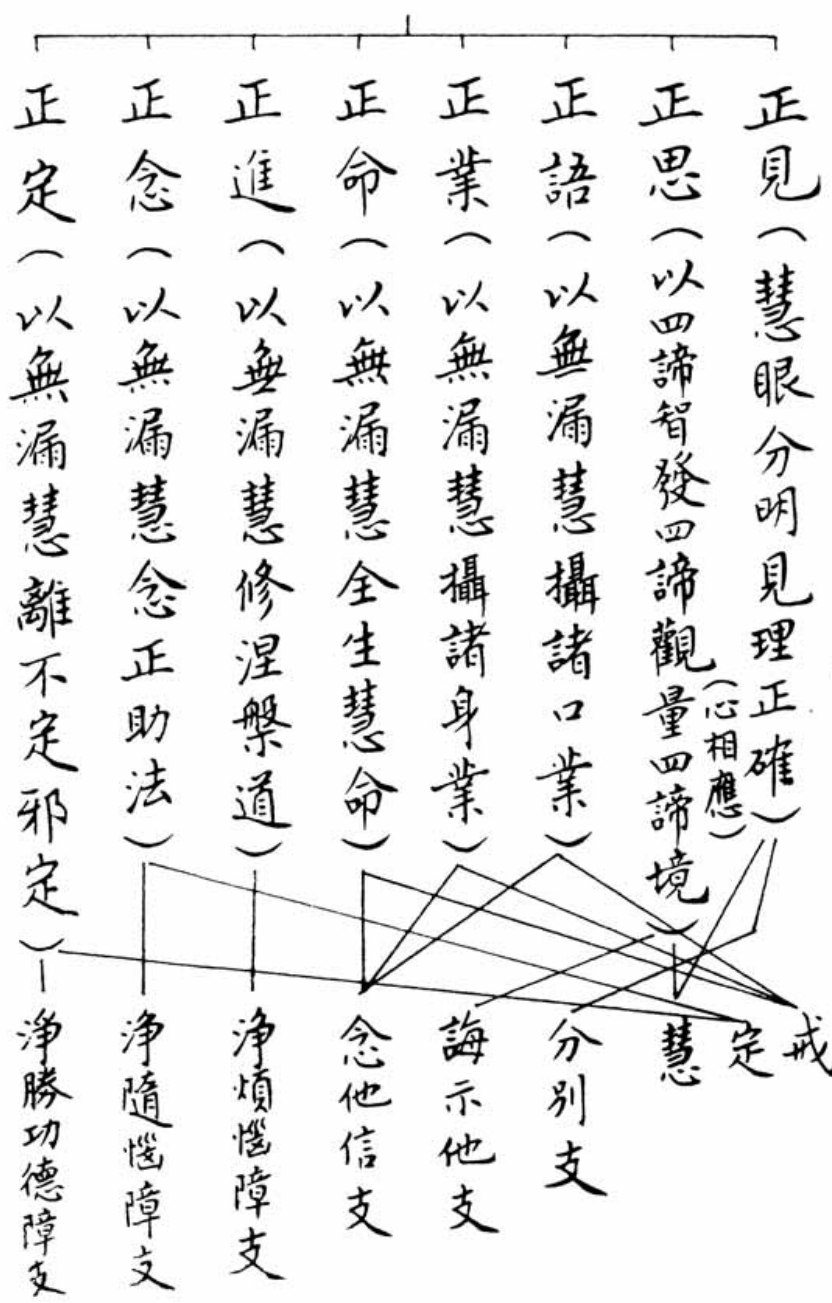 正見（慧眼分明見理正確）
（心相應）
正思（以四諦智發四諦觀量四諦境）
正語（以無漏慧攝諸口業）
正業（以無漏慧攝諸身業）
正命（以無漏慧全生慧命）
正進（以無漏慧修涅槃道）
正念（以無漏慧念正助法）
正定（以無漏慧離不定邪定）
戒
定
慧
分別支
誨示他支
念他信支
淨煩惱障支
淨隨惱障支
淨勝功德障支